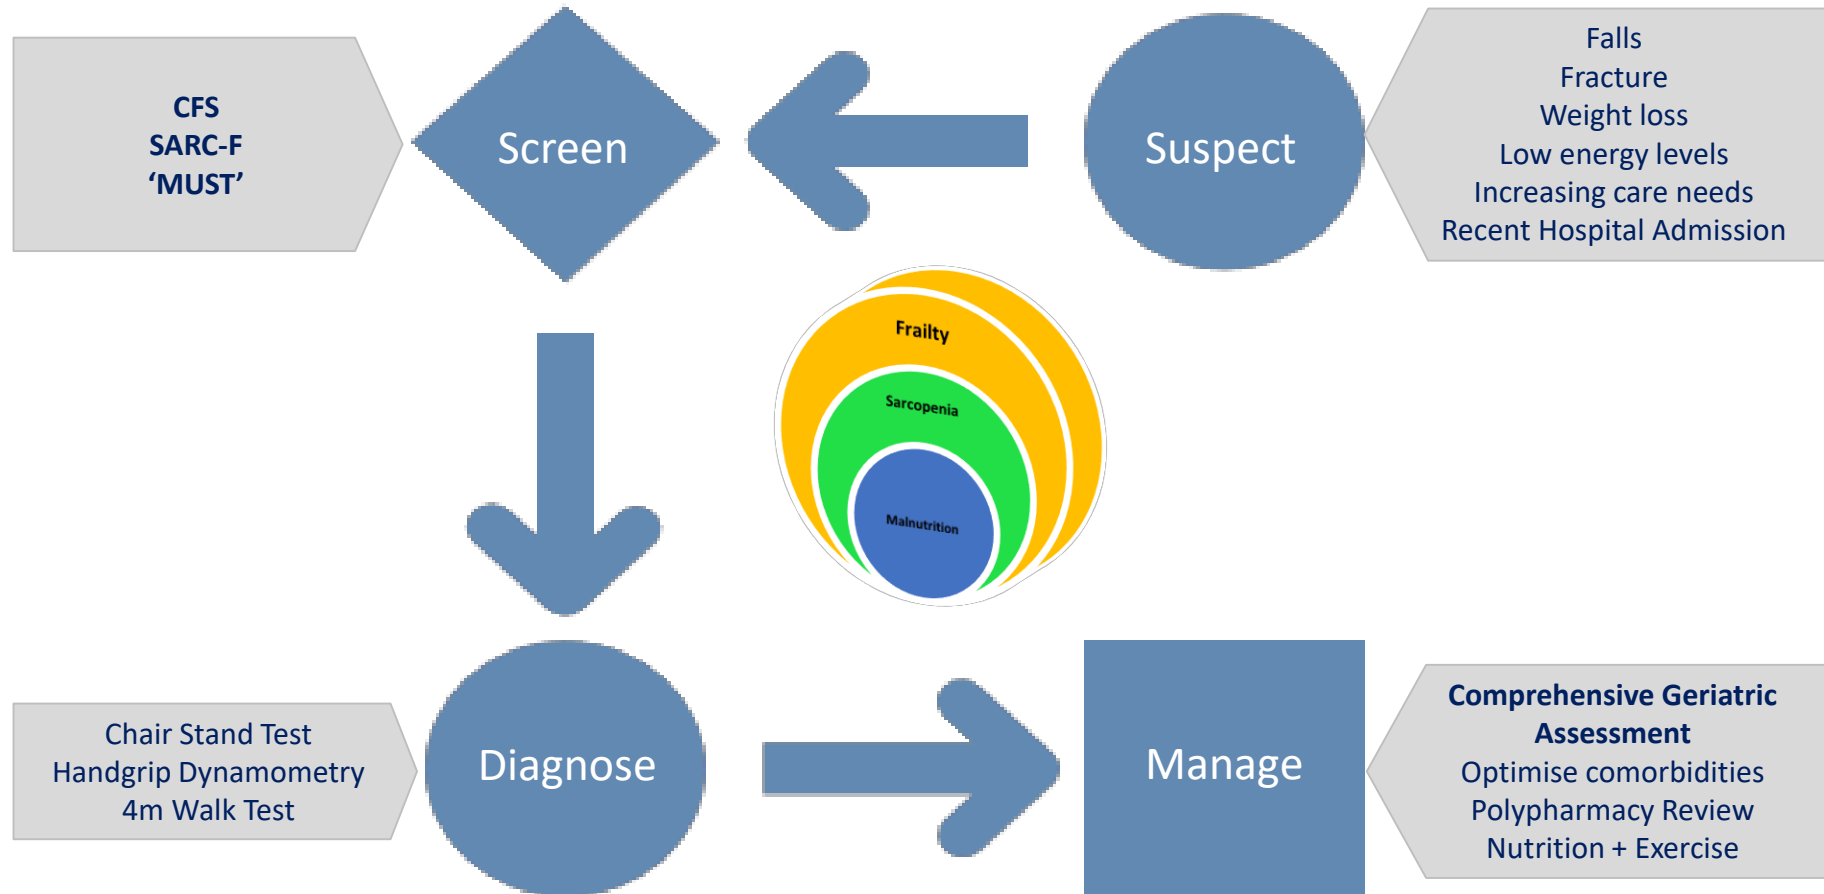 CFS
SARC-F
‘MUST’
Screen
Suspect
Falls
Fracture
Weight loss
Low energy levels
Increasing care needs
Recent Hospital Admission
Frailty
Sarcopenia
Malnutrition
Chair Stand Test
Handgrip Dynamometry
4m Walk Test
Diagnose
Manage
Comprehensive Geriatric
Assessment
Optimise comorbidities
Polypharmacy Review
Nutrition + Exercise